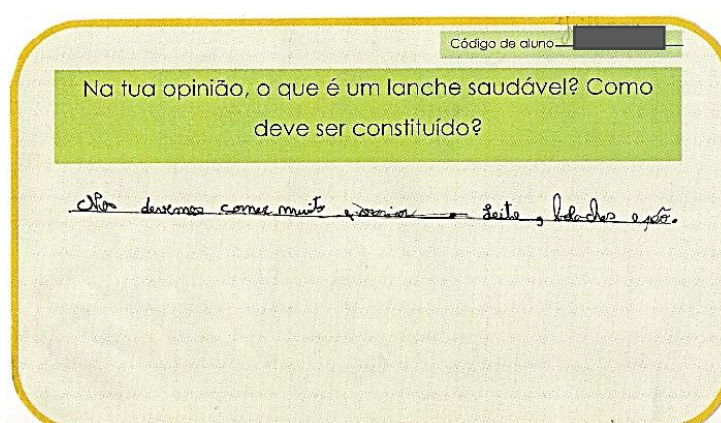 Código de aluno
Na tua opinião, o que é um lanche saudável? Como
deve ser constituído?
Nós devemos comer muito leite, bolachas e pão.